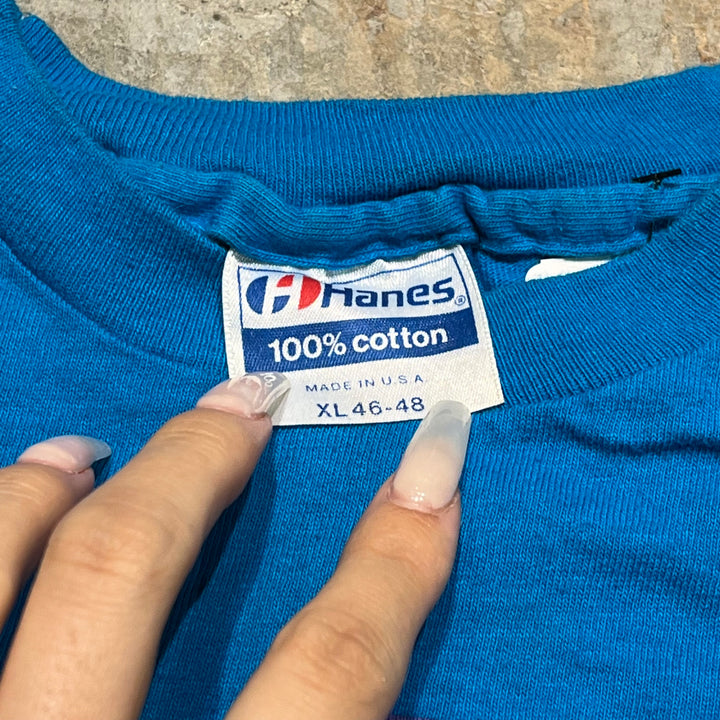 Hanes®
100% cotton
MADE IN U.S.A
XL 46-48